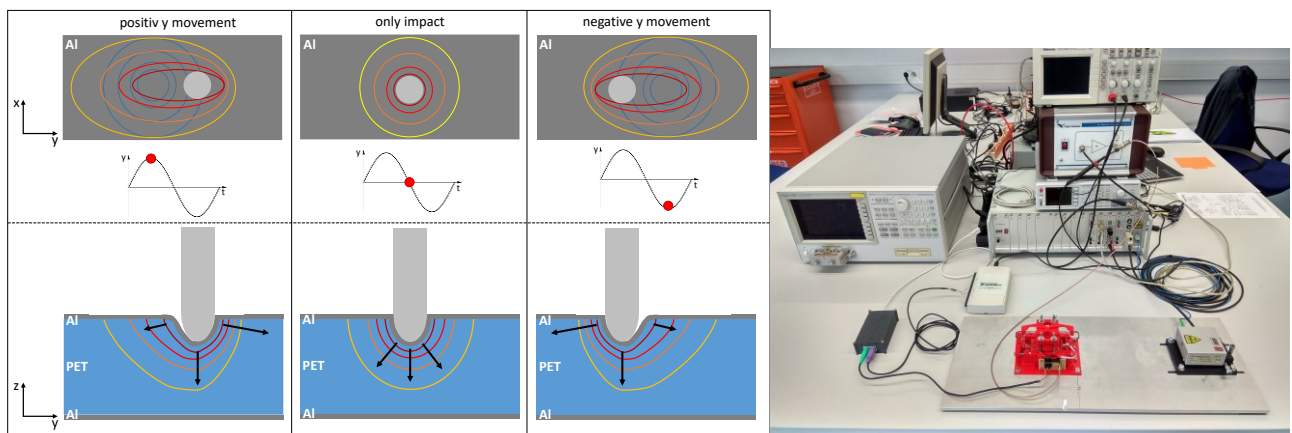 positiv y movement
only impact
negative y movement
Al
Al
Al
x
y
y
t
y
t
y
t
Al
Al
Al
PET
PET
PET
z
y
Al
Al
Al